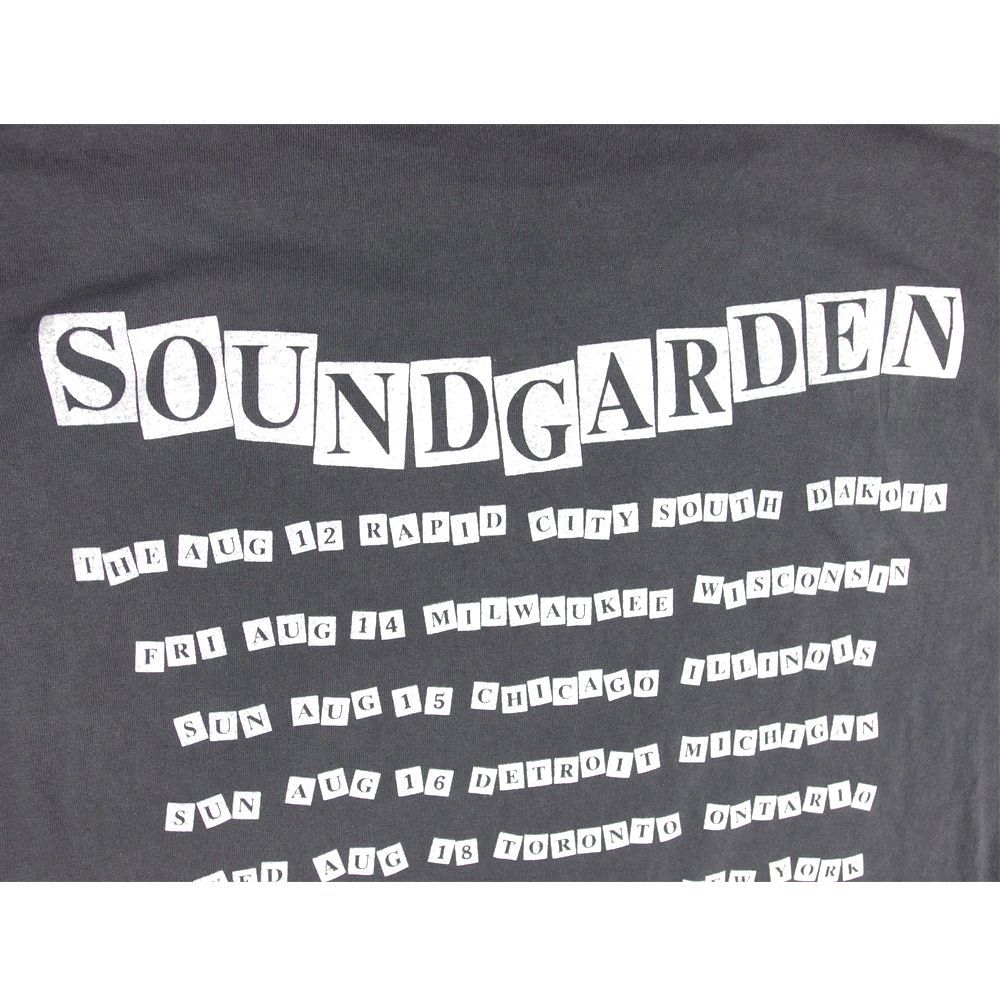 SOUNDGARDEN
THE AUG 12 RAPID CITY SOUTH DAKOTA
FRI AUG 14 MILWAUKEE WISCONSIN
SUN AUG 15 CHICAGO ILLINOIS
SUN AUG 16 DETROIT MICHIGAN
AUG 18 TORONTO ONTARIO
YORK